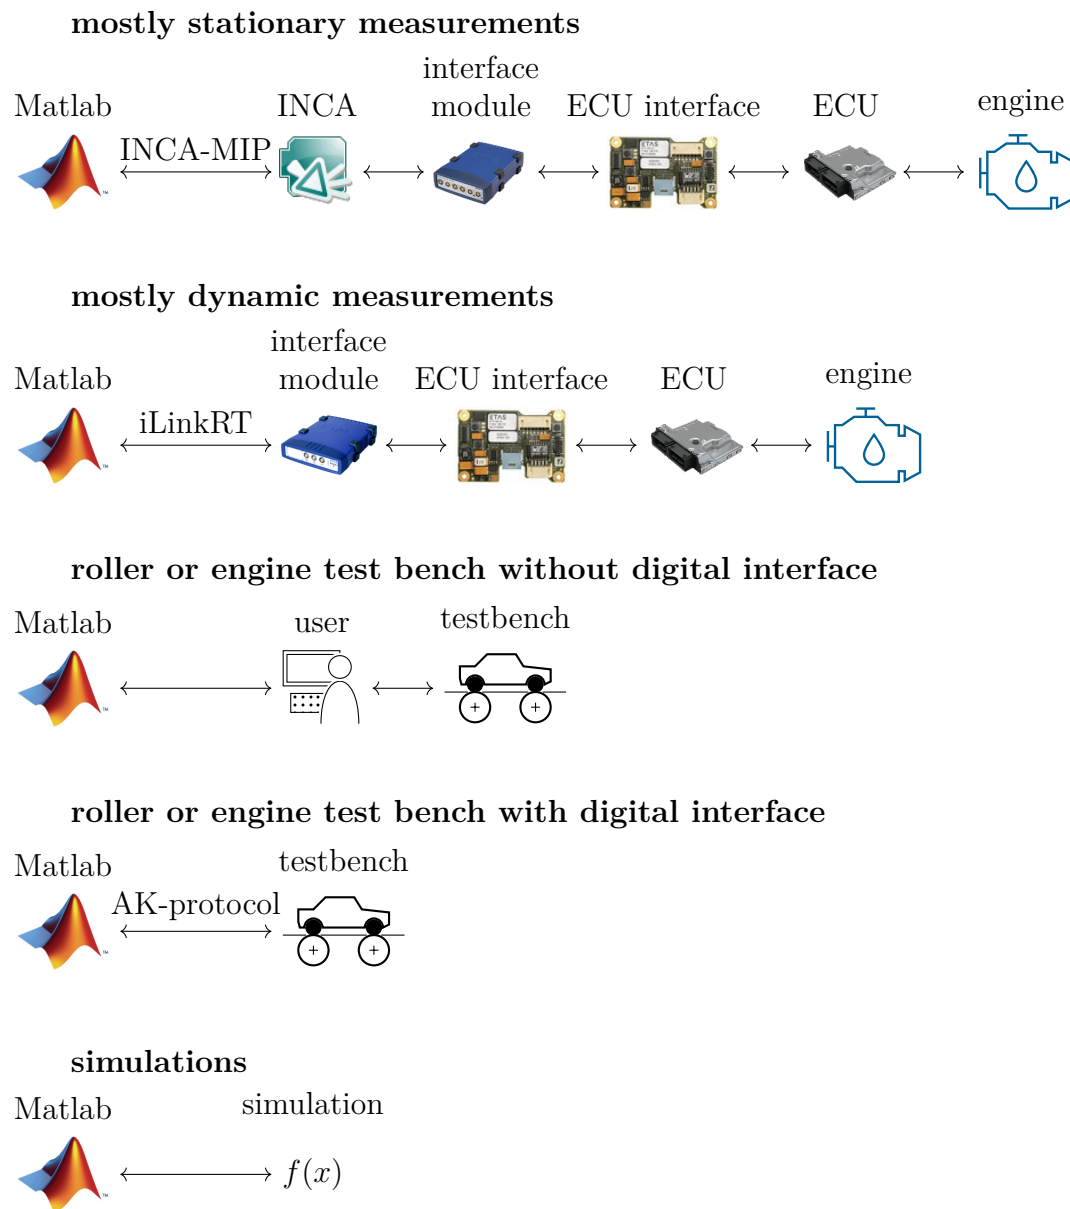 mostly stationary measurements
interface
Matlab INCA module ECU interface ECU engine
INCA-MIP
ETAS
mostly dynamic measurements
interface
Matlab module ECU interface ECU engine
iLinkRT
ETAS
roller or engine test bench without digital interface
Matlab user testbench
roller or engine test bench with digital interface
Matlab testbench
AK-protocol
simulations
Matlab simulation
f(x)